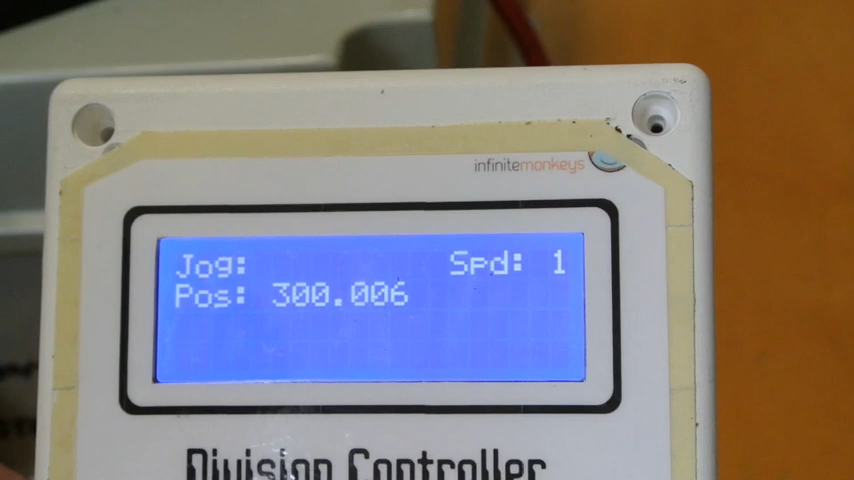 infinitemonkeys
Jog: Spd: 1
Pos: 300.006
Division Controller